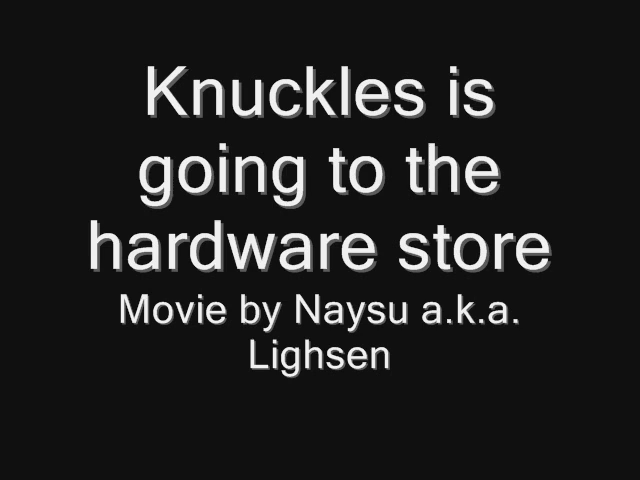 Knuckles is
going to the
hardware store
Movie by Naysu a.k.a.
Lighsen